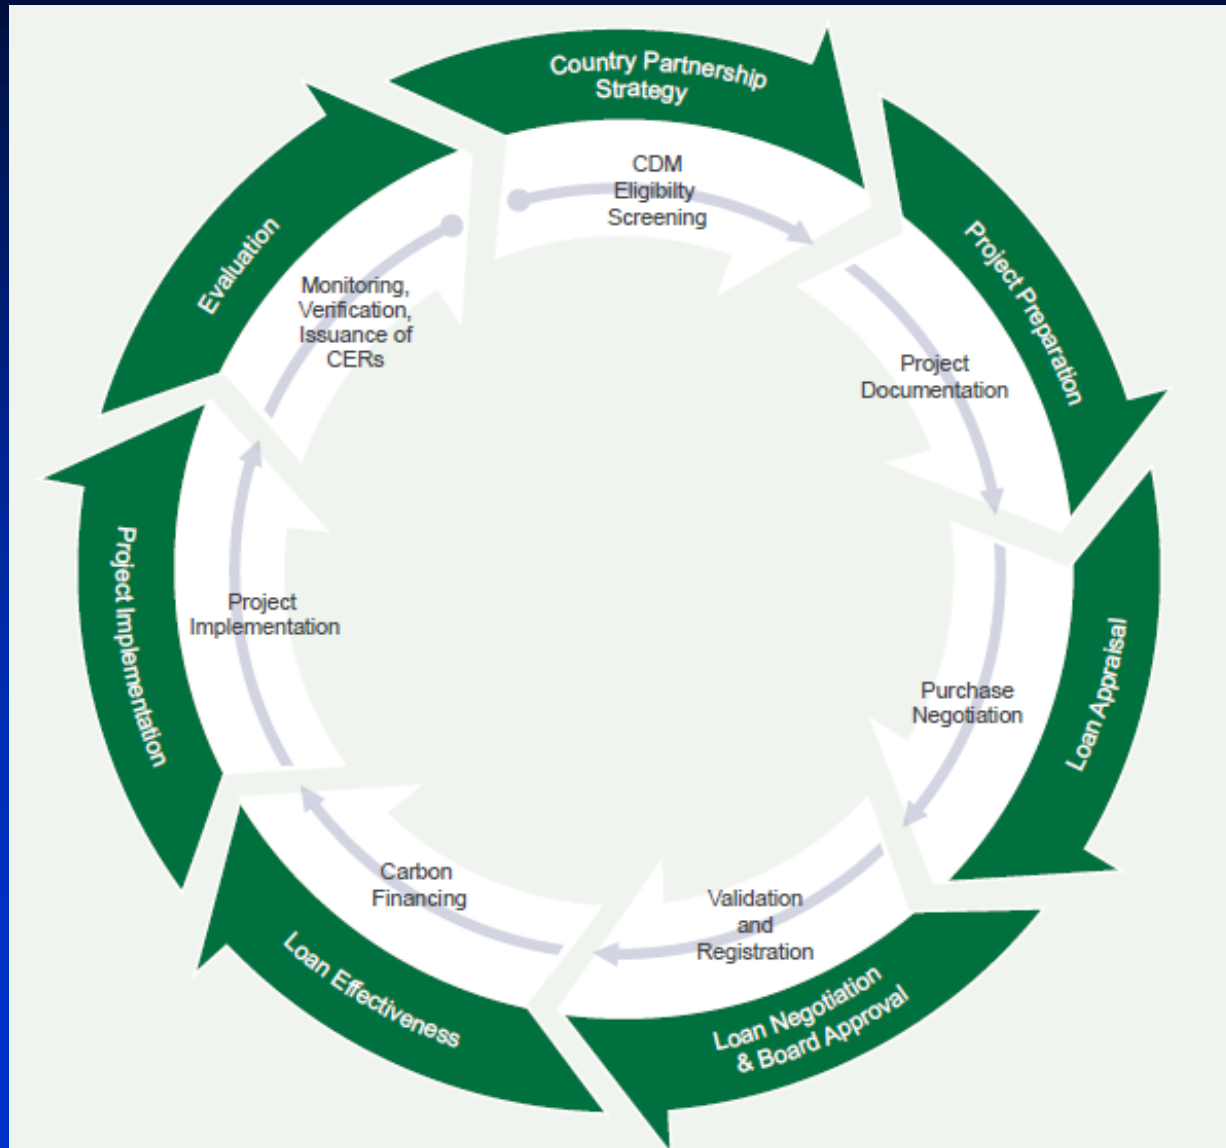 Country Partnership
Strategy
CDM
Eligibilty
Screening
Project Preparation
Project
Documentation
Loan Appraisal
Purchase
Negotiation
Loan Negotiation
& Board Approval
Validation
and
Registration
Loan Effectiveness
Carbon
Financing
Project Implementation
Project
Implementation
Evaluation
Monitoring,
Verification,
Issuance of
CERs